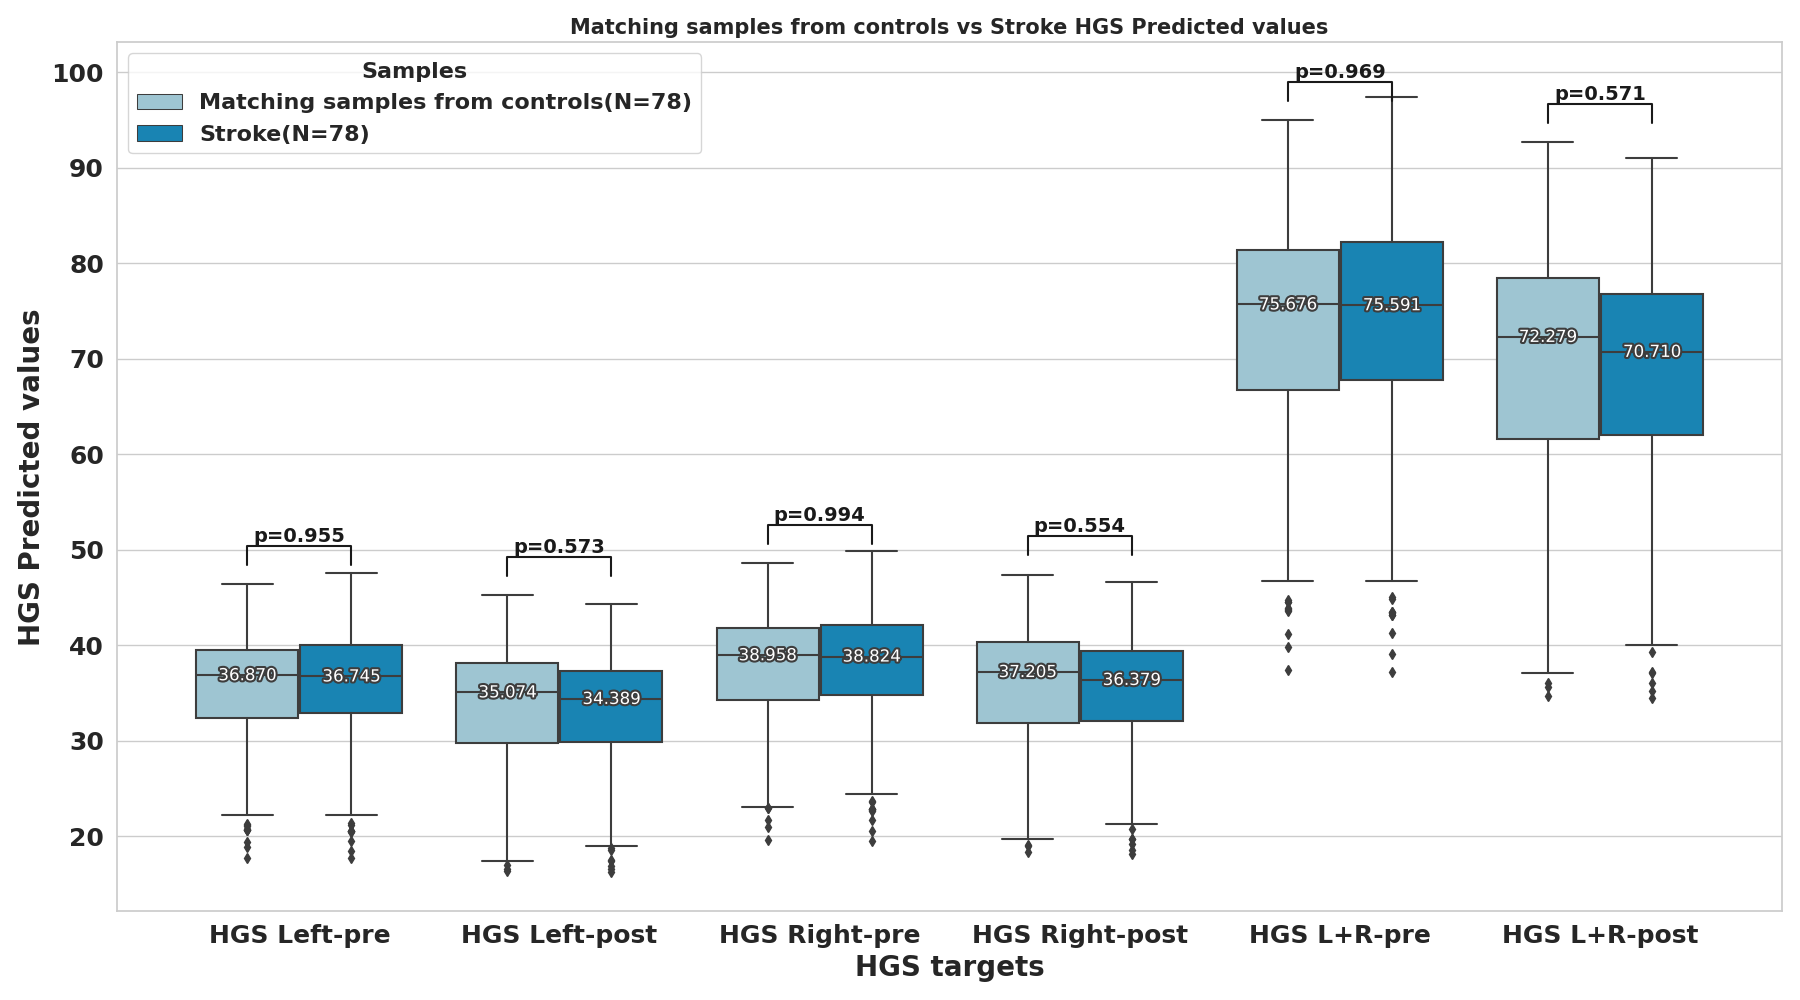 Matching samples from controls vs Stroke HGS Predicted values
Samples
Matching samples from controls(N=78)
Stroke(N=78)
HGS Predicted values
100
90
80
70
60
50
40
30
20
p=0.955
p=0.573
p=0.994
p=0.554
p=0.969
p=0.571
36.870
36.745
35.074
34.389
38.958
38.824
37.205
36.379
75.676
75.591
72.279
70.710
HGS Left-pre
HGS Left-post
HGS Right-pre
HGS Right-post
HGS L+R-pre
HGS L+R-post
HGS targets